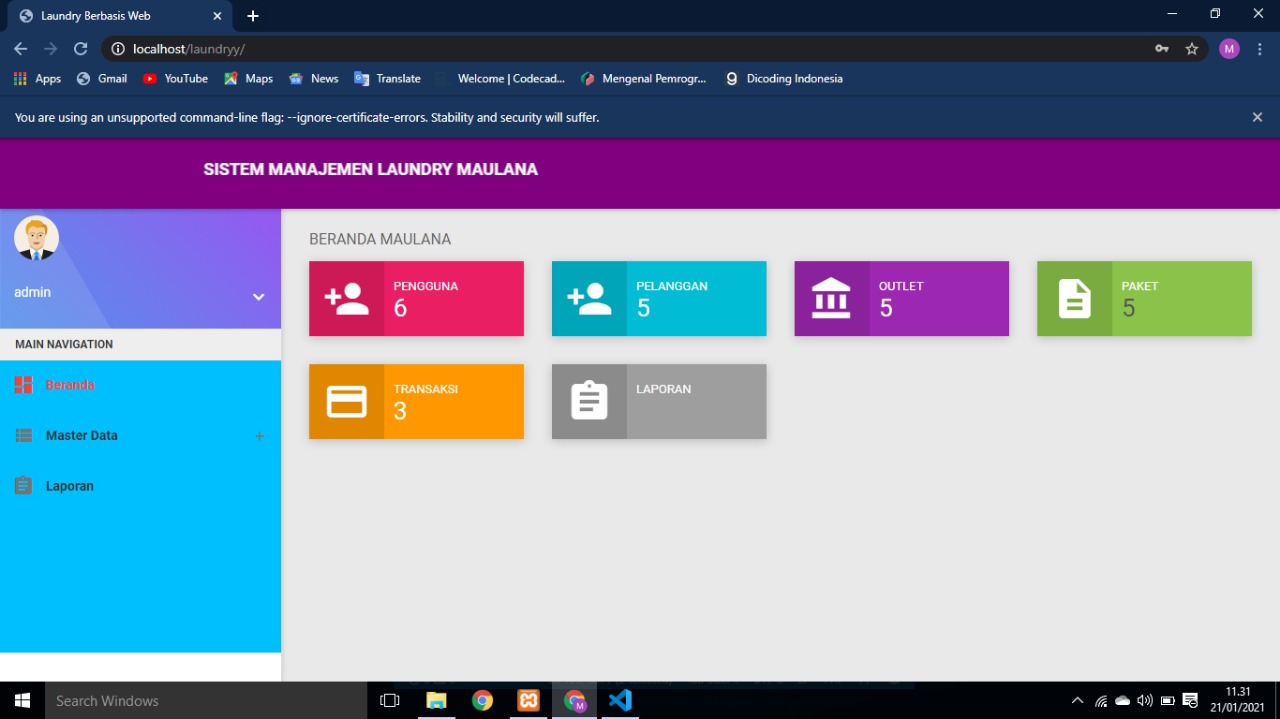 Laundry Berbasis Web
localhost/laundryy/
M
Apps Gmail YouTube Maps News Translate Welcome | Codecad... Mengenal Pemrogr... Dicoding Indonesia
You are using an unsupported command-line flag: --ignore-certificate-errors. Stability and security will suffer.
SISTEM MANAJEMEN LAUNDRY MAULANA
admin
MAIN NAVIGATION
Beranda
Master Data
Laporan
BERANDA MAULANA
PENGGUNA
6
PELANGGAN
5
OUTLET
5
PAKET
5
TRANSAKSI
3
LAPORAN
Search Windows
11.31
21/01/2021